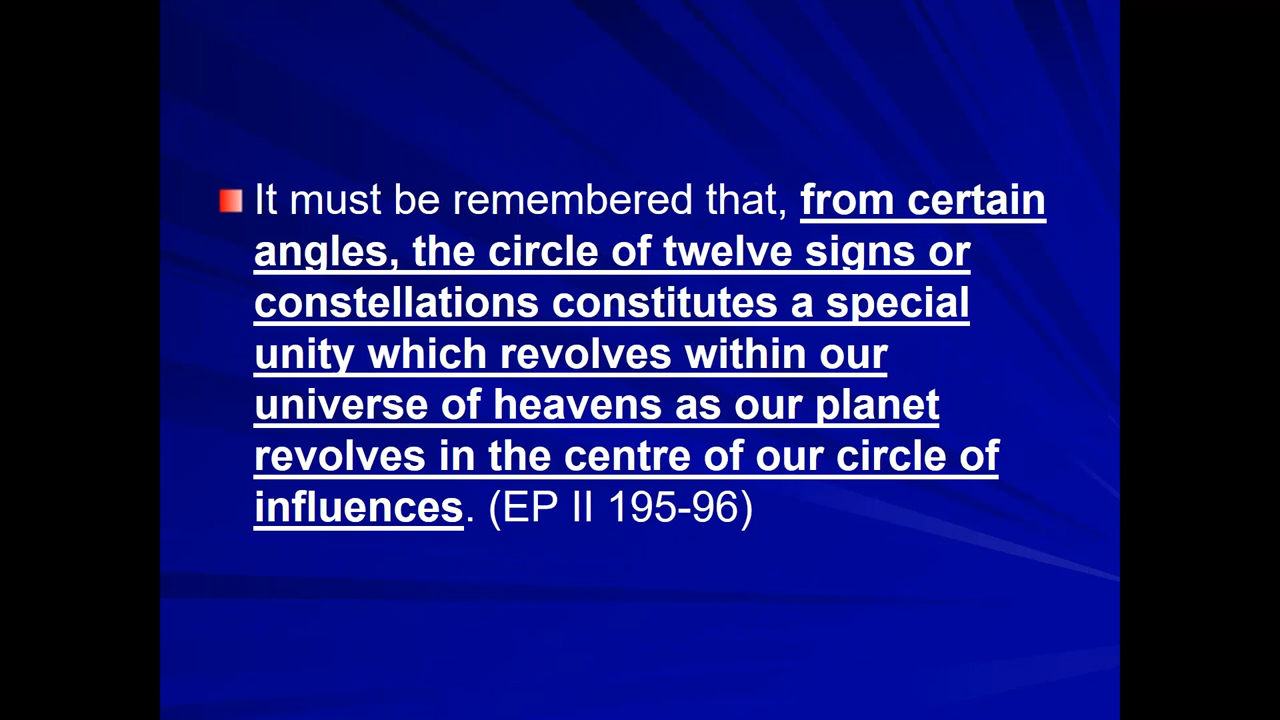 It must be remembered that, from certain
angles, the circle of twelve signs or
constellations constitutes a special
unity which revolves within our
universe of heavens as our planet
revolves in the centre of our circle of
influences. (EP II 195-96)